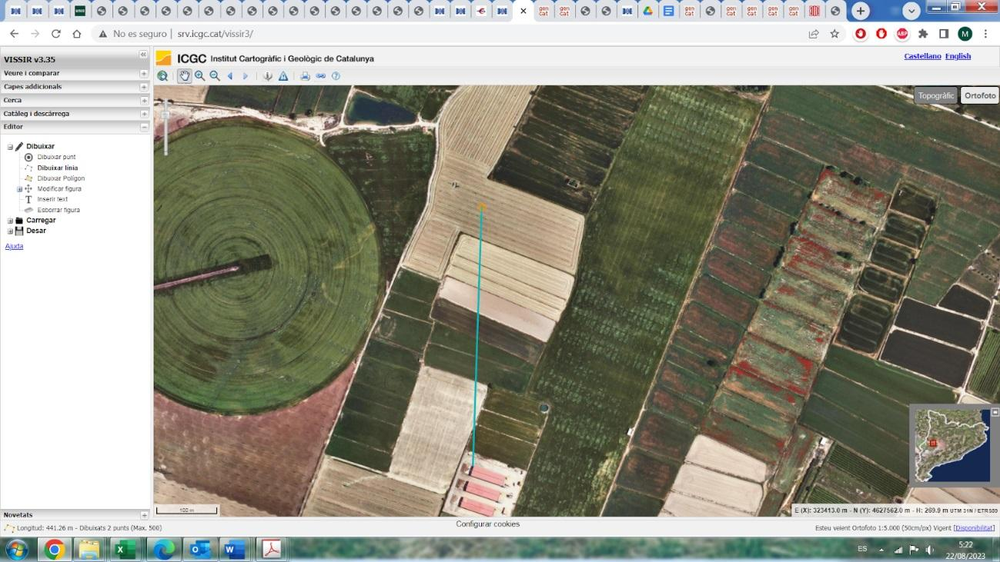 No es seguro
srv.icgc.cat/vissir3/
M
VISSIR v3.35
Veure i comparar
Capes addicionals
Cerca
Catàleg i descàrrega
Editor
Dibuixar
Dibuixar punt
Dibuixar línia
Dibuixar Polígon
Modificar figura
Inserir text
Esborrar figura
Carregar
Desar
Ajuda
Novetats
ICGC Institut Cartogràfic i Geològic de Catalunya
Castellano English
Topogràfic Ortofoto
100 m
E (X): 323413.0 m - N (Y): 4627562.0 m - H: 269.9 m UTM 31N / ETRS89
Longitud: 441.26 m - Dibuixats 2 punts (Max. 500)
Configurar cookies
Esteu veient Ortofoto 1:5.000 (50cm/px) Vigent [Disponibilitat]
ES
5:22
22/08/2023